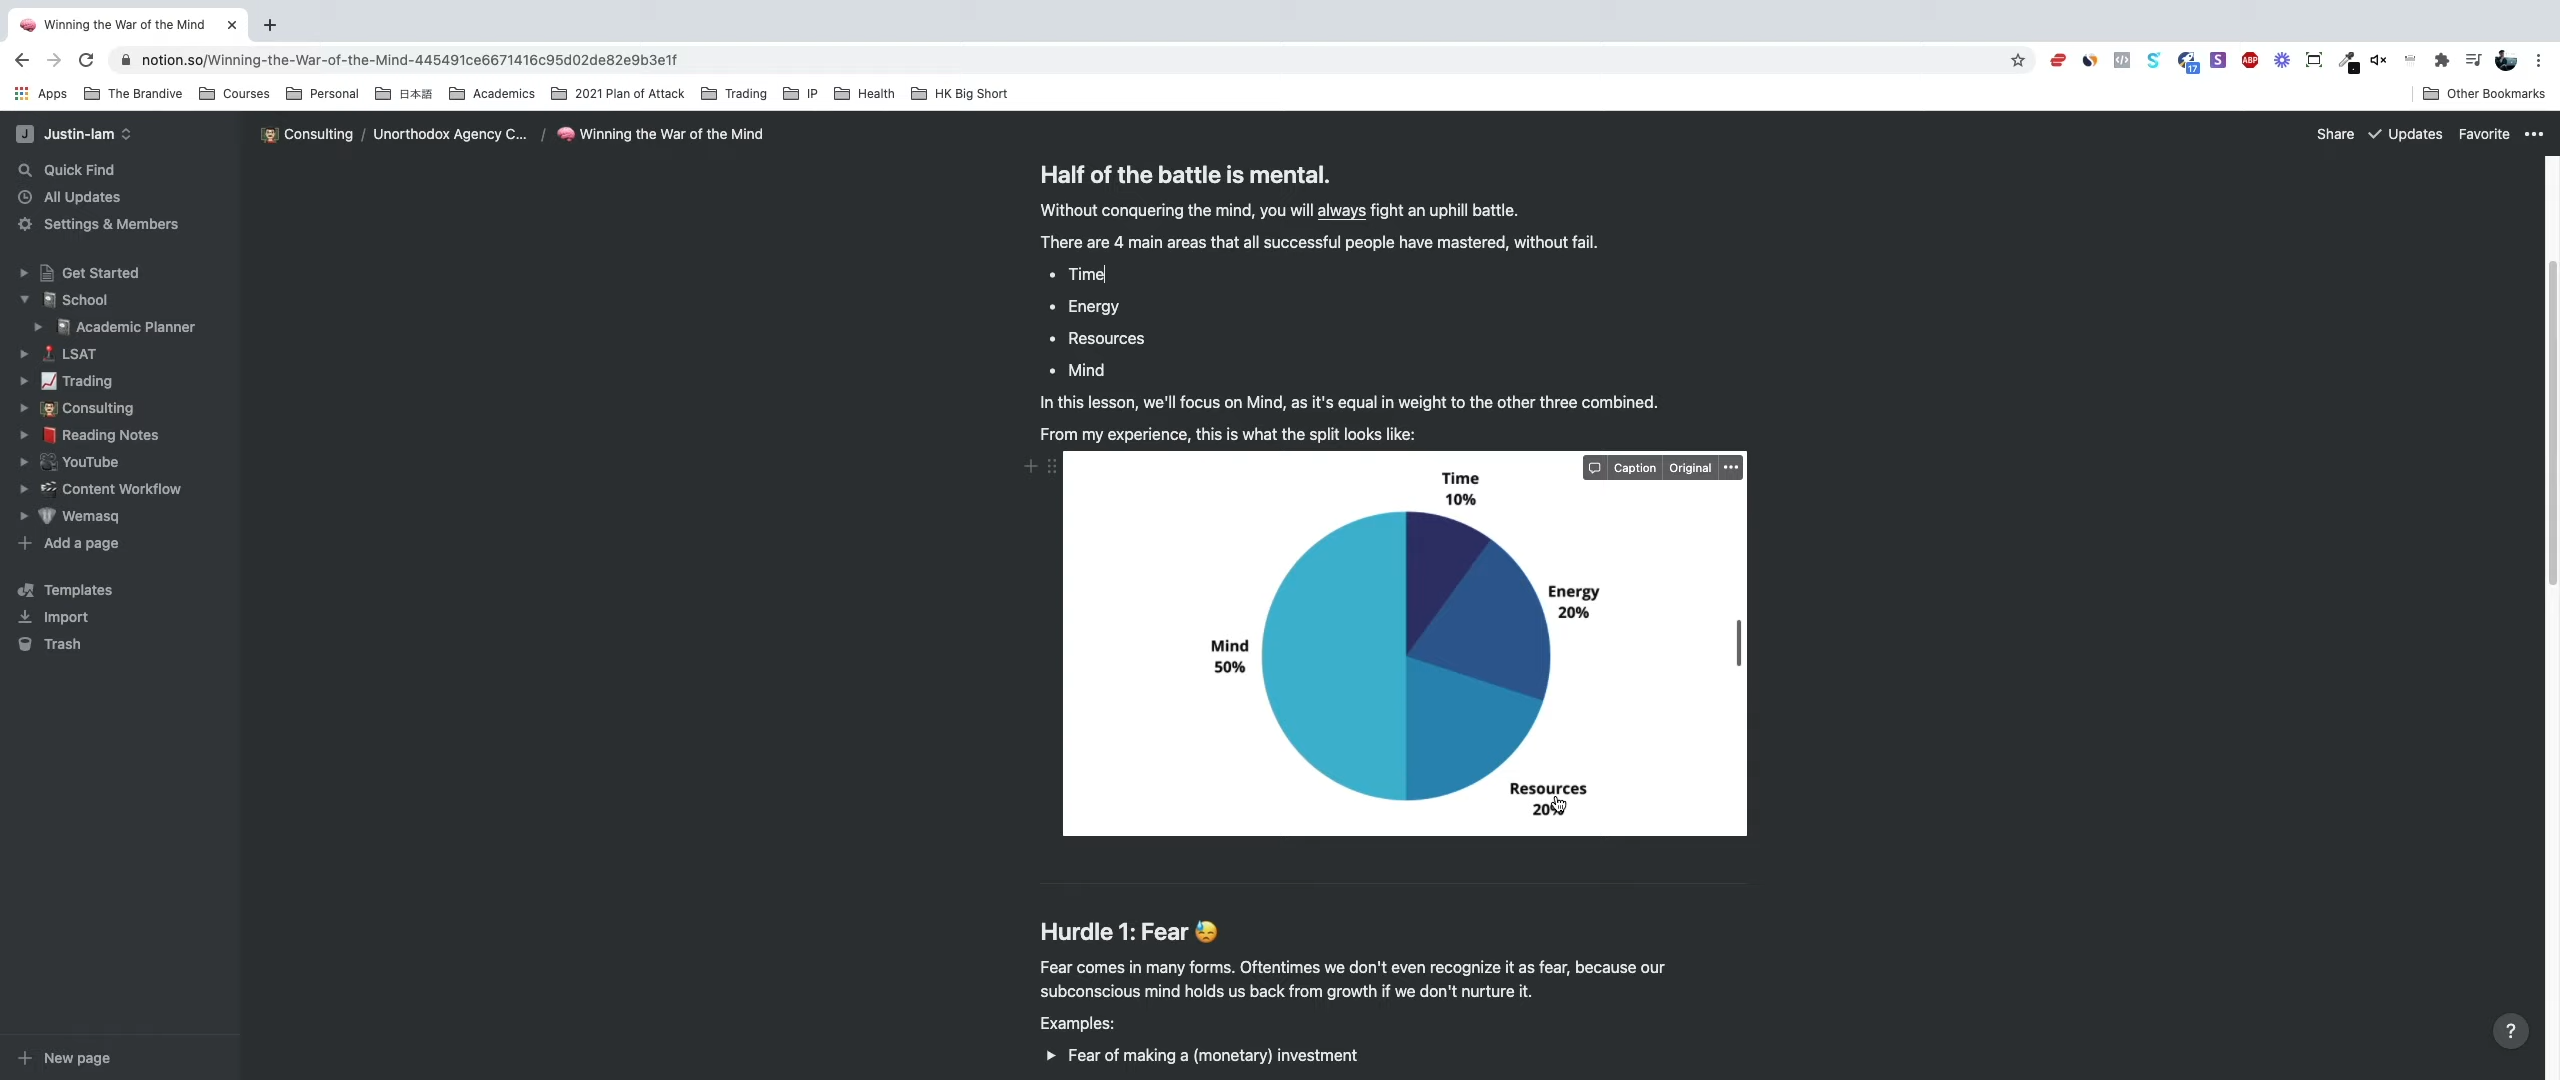 Winning the War of the Mind
notion.so/Winning-the-War-of-the-Mind-445491ce6671416c95d02de82e9b3e1f
17
S
ABP
Apps
The Brandive
Courses
Personal
日本語
Academics
2021 Plan of Attack
Trading
IP
Health
HK Big Short
Other Bookmarks
J Justin-lam
Consulting / Unorthodox Agency C... / Winning the War of the Mind
Share
Updates
Favorite
Quick Find
All Updates
Settings & Members
Get Started
School
Academic Planner
LSAT
Trading
Consulting
Reading Notes
YouTube
Content Workflow
Wemasq
Add a page
Templates
Import
Trash
New page
Half of the battle is mental.
Without conquering the mind, you will always fight an uphill battle.
There are 4 main areas that all successful people have mastered, without fail.
• Time
• Energy
• Resources
• Mind
In this lesson, we'll focus on Mind, as it's equal in weight to the other three combined.
From my experience, this is what the split looks like:
Caption
Original
Time
10%
Energy
20%
Mind
50%
Resources
20%
Hurdle 1: Fear 😓
Fear comes in many forms. Oftentimes we don't even recognize it as fear, because our
subconscious mind holds us back from growth if we don't nurture it.
Examples:
Fear of making a (monetary) investment
?